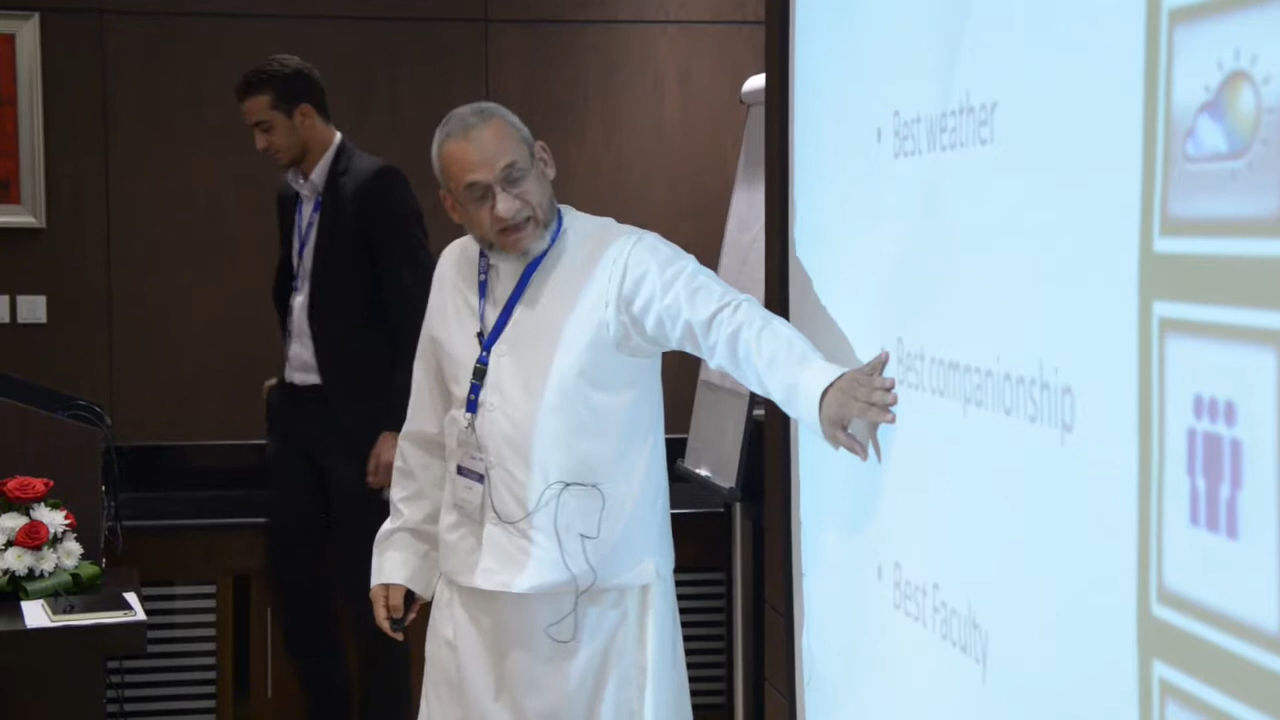 • Best weather
• Best companionship
• Best Faculty